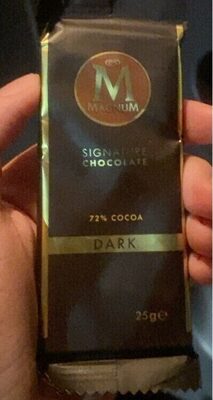 M
MAGNUM
SIGNATURE
CHOCOLATE
72% COCOA
DARK
25g℮